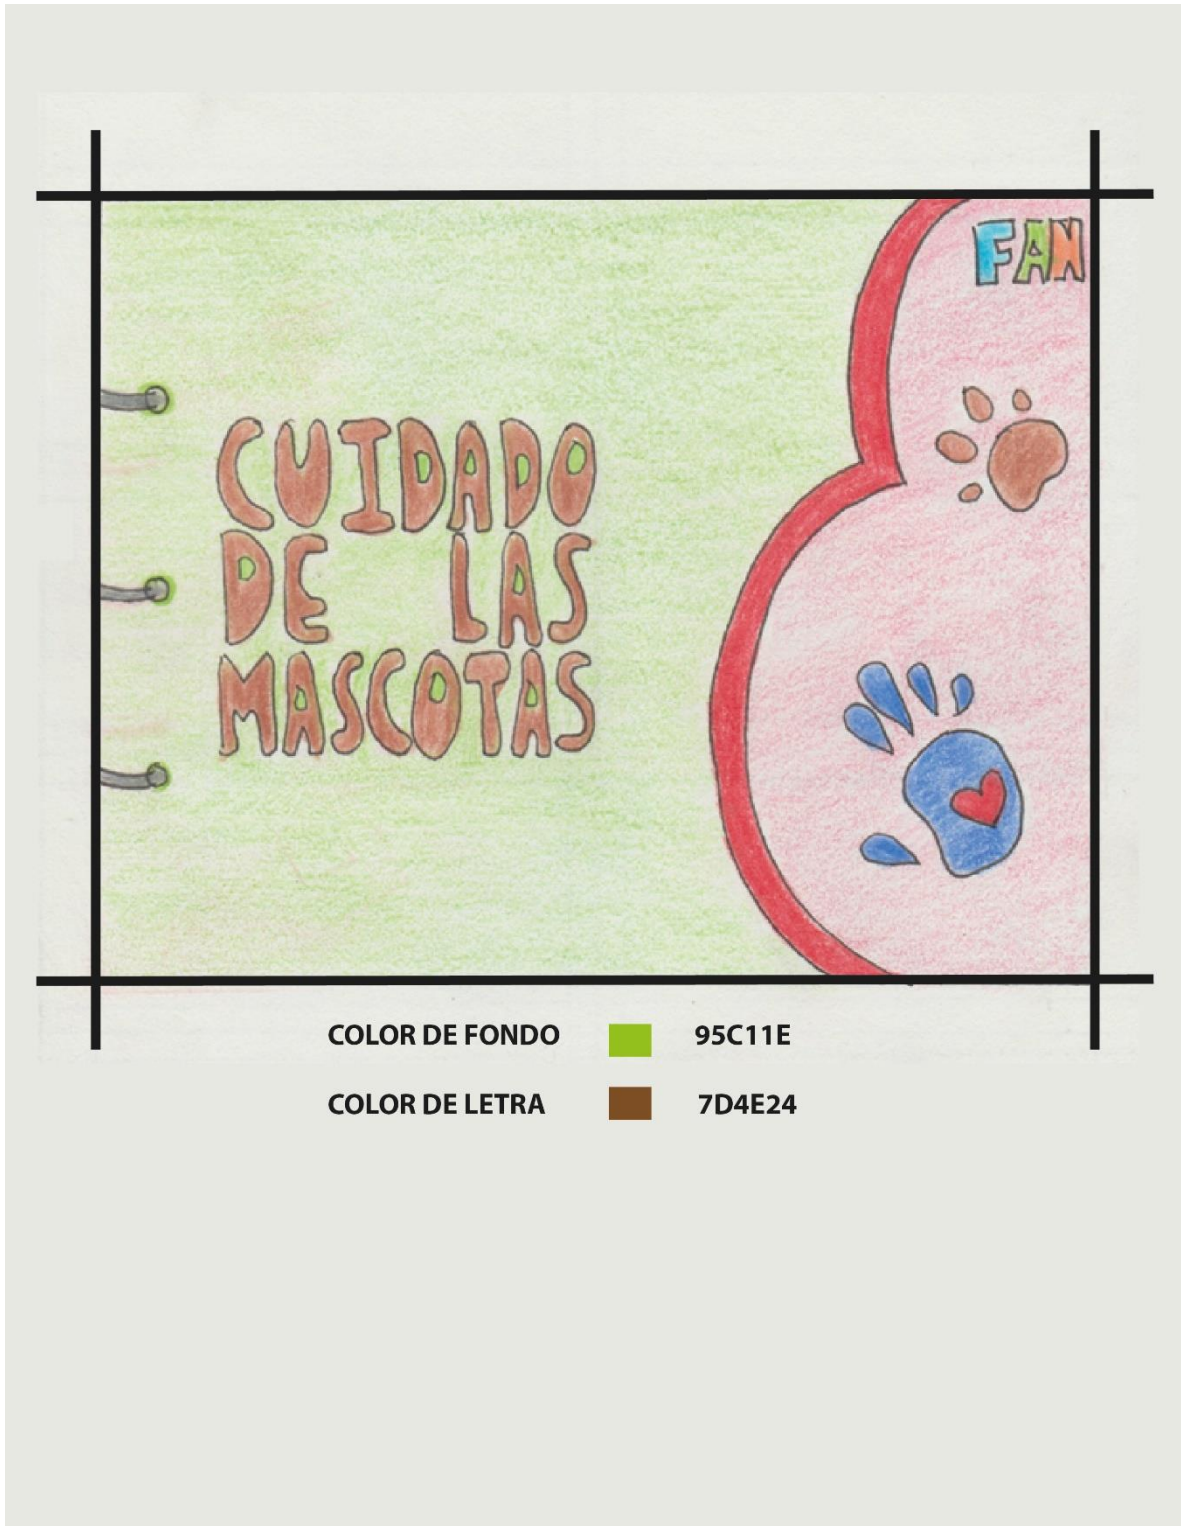 FAN
CUIDADO
DE LAS
MASCOTAS
COLOR DE FONDO 95C11E
COLOR DE LETRA 7D4E24